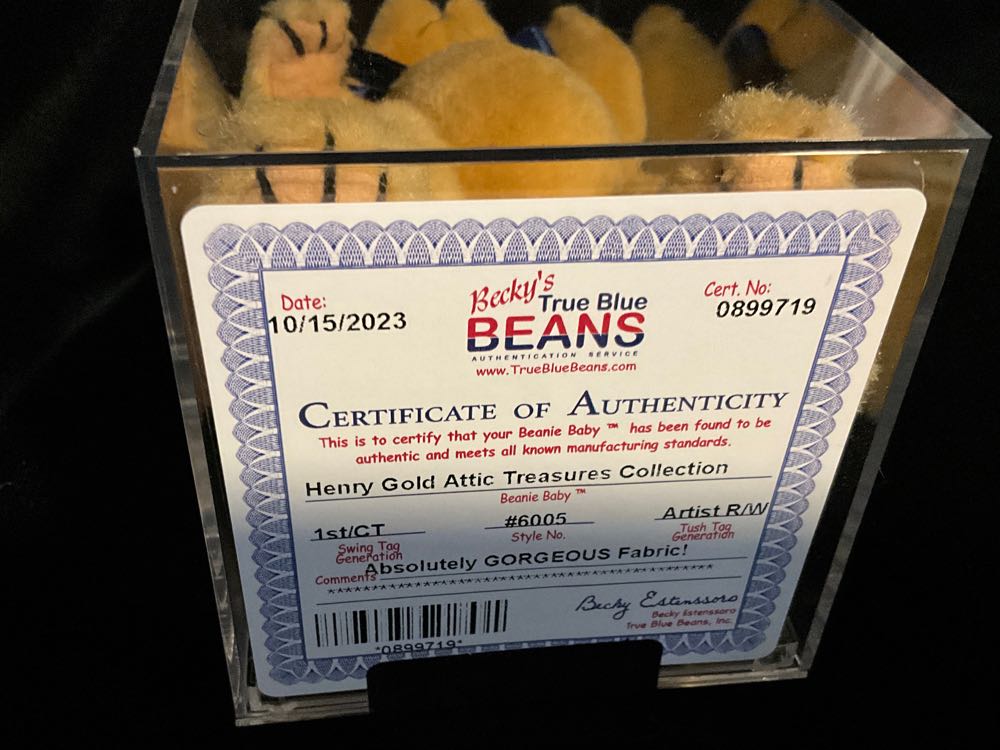 Date:
10/15/2023
Becky's
True Blue
BEANS
AUTHENTICATION SERVICE
www.TrueBlueBeans.com
Cert. No:
0899719
CERTIFICATE OF AUTHENTICITY
This is to certify that your Beanie Baby ™ has been found to be
authentic and meets all known manufacturing standards.
Henry Gold Attic Treasures Collection
Beanie Baby ™
1st/CT
Swing Tag
Generation
#6005
Style No.
Artist R/W
Tush Tag
Generation
Comments Absolutely GORGEOUS Fabric!
*****************************************
*0899719*
Becky Estenssoro
Becky Estenssoro
True Blue Beans, Inc.